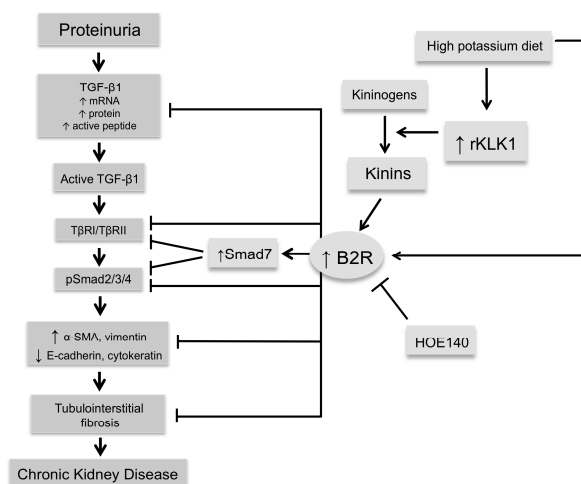 Proteinuria
TGF-β1
↑ mRNA
↑ protein
↑ active peptide
Active TGF-β1
TβRI/TβRII
pSmad2/3/4
↑ α-SMA, vimentin
↓ E-cadherin, cytokeratin
Tubulointerstitial
fibrosis
Chronic Kidney Disease
High potassium diet
Kininogens
↑ rKLK1
Kinins
↑Smad7
↑ B2R
HOE140